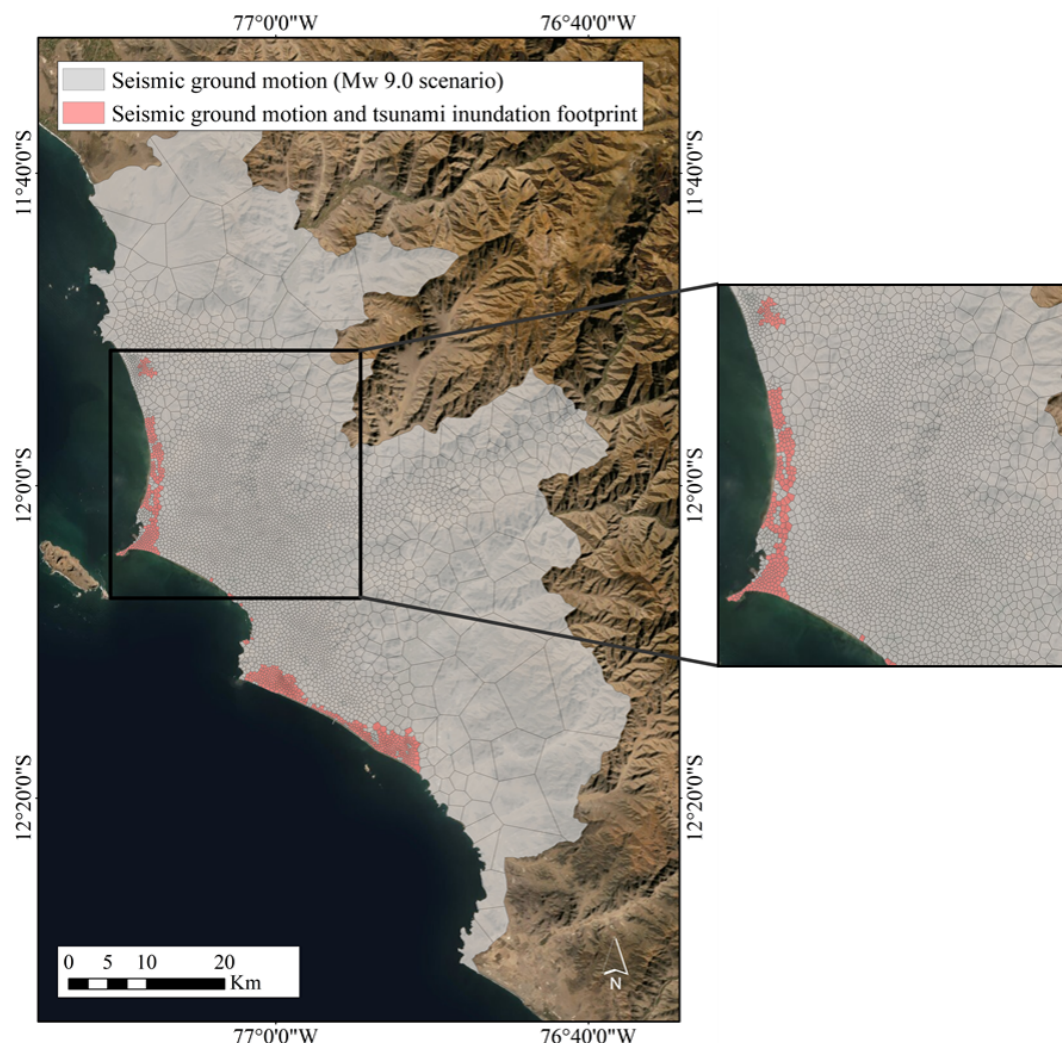 77°0'0"W 76°40'0"W
Seismic ground motion (Mw 9.0 scenario)
Seismic ground motion and tsunami inundation footprint
11°40'0"S 11°40'0"S
12°0'0"S 12°0'0"S
12°20'0"S 12°20'0"S
0 5 10 20
Km
N
77°0'0"W 76°40'0"W